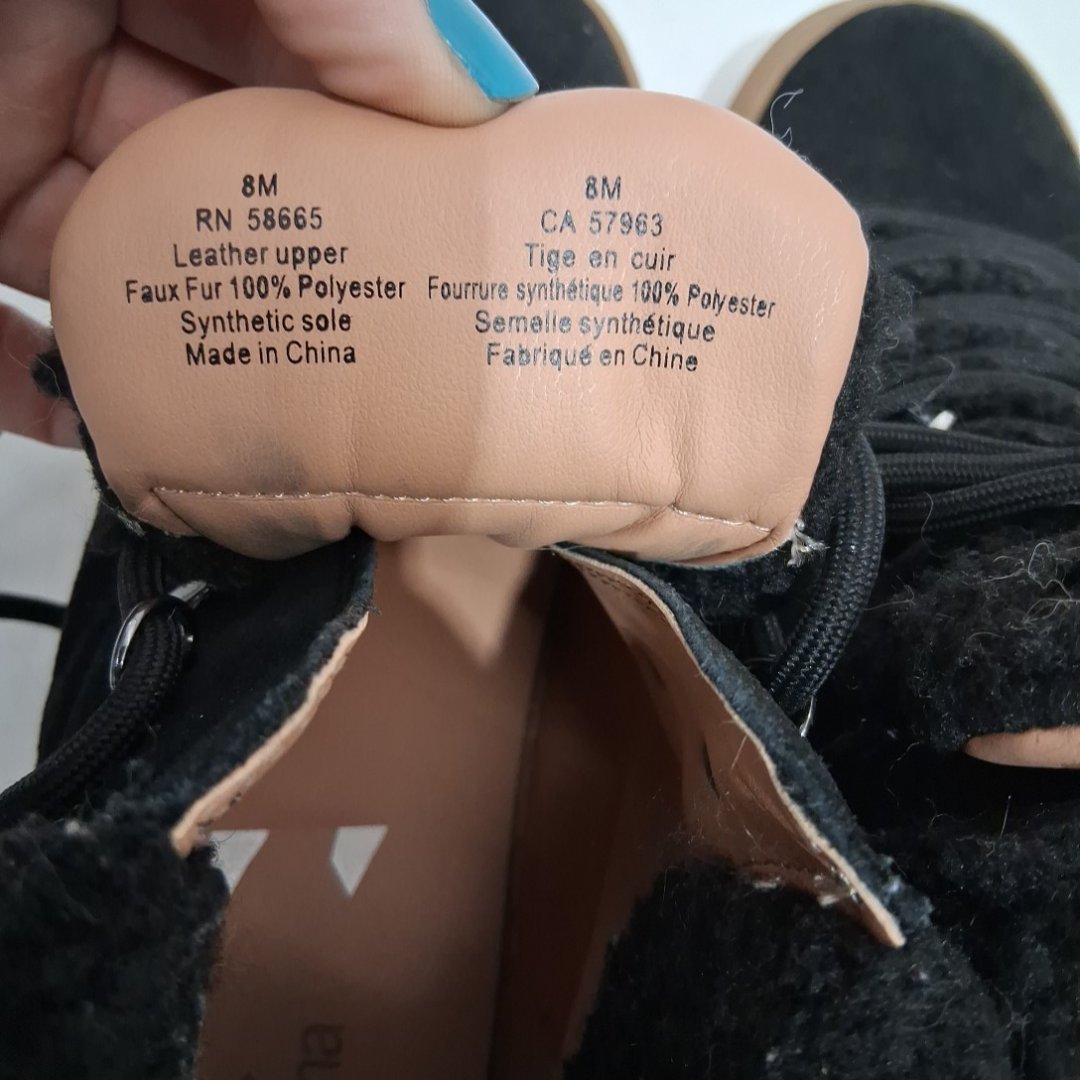 8M
RN 58665
Leather upper
Faux Fur 100% Polyester
Synthetic sole
Made in China
8M
CA 57963
Tige en cuir
Fourrure synthétique 100% Polyester
Semelle synthétique
Fabriqué en Chine